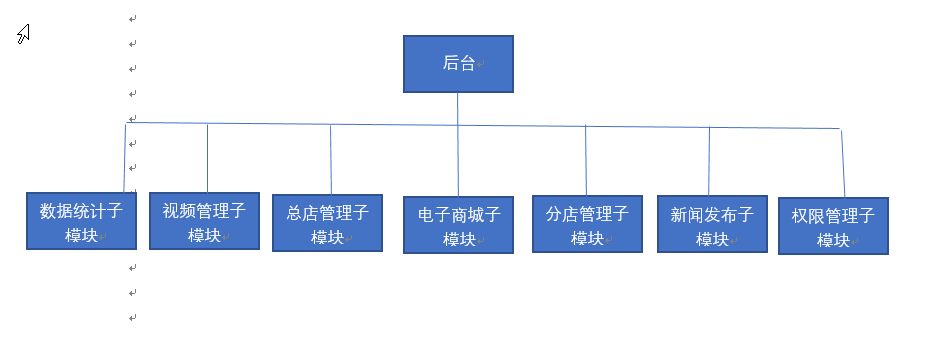 后台
数据统计子
模块
视频管理子
模块
总店管理子
模块
电子商城子
模块
分店管理子
模块
新闻发布子
模块
权限管理子
模块